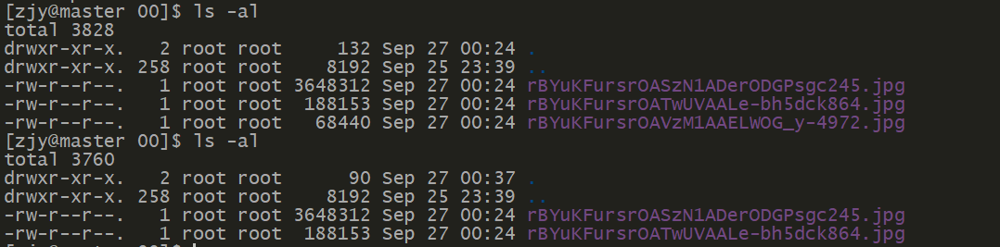 [zjy@master 00]$ ls -al
total 3828
drwxr-xr-x.   2 root root     132 Sep 27 00:24 .
drwxr-xr-x. 258 root root    8192 Sep 25 23:39 ..
-rw-r--r--.   1 root root 3648312 Sep 27 00:24 rBYuKFursrOASzN1ADerODGPsgc245.jpg
-rw-r--r--.   1 root root  188153 Sep 27 00:24 rBYuKFursrOATwUVAALe-bh5dck864.jpg
-rw-r--r--.   1 root root   68440 Sep 27 00:24 rBYuKFursrOAVzM1AAELWOG_y-4972.jpg
[zjy@master 00]$ ls -al
total 3760
drwxr-xr-x.   2 root root      90 Sep 27 00:37 .
drwxr-xr-x. 258 root root    8192 Sep 25 23:39 ..
-rw-r--r--.   1 root root 3648312 Sep 27 00:24 rBYuKFursrOASzN1ADerODGPsgc245.jpg
-rw-r--r--.   1 root root  188153 Sep 27 00:24 rBYuKFursrOATwUVAALe-bh5dck864.jpg
[zjy@master 00]$